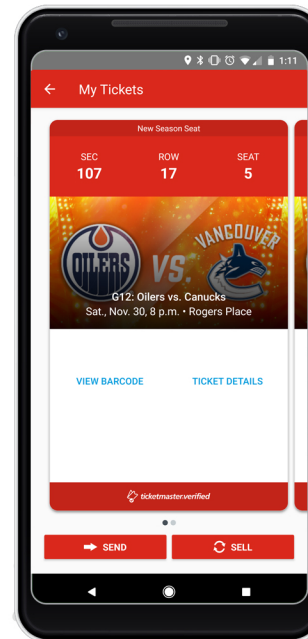 1:11
My Tickets
New Season Seat
SEC ROW SEAT
107 17 5
OILERS VS. VANCOUVER
G12: Oilers vs. Canucks
Sat., Nov. 30, 8 p.m. • Rogers Place
VIEW BARCODE TICKET DETAILS
ticketmaster.verified
SEND SELL